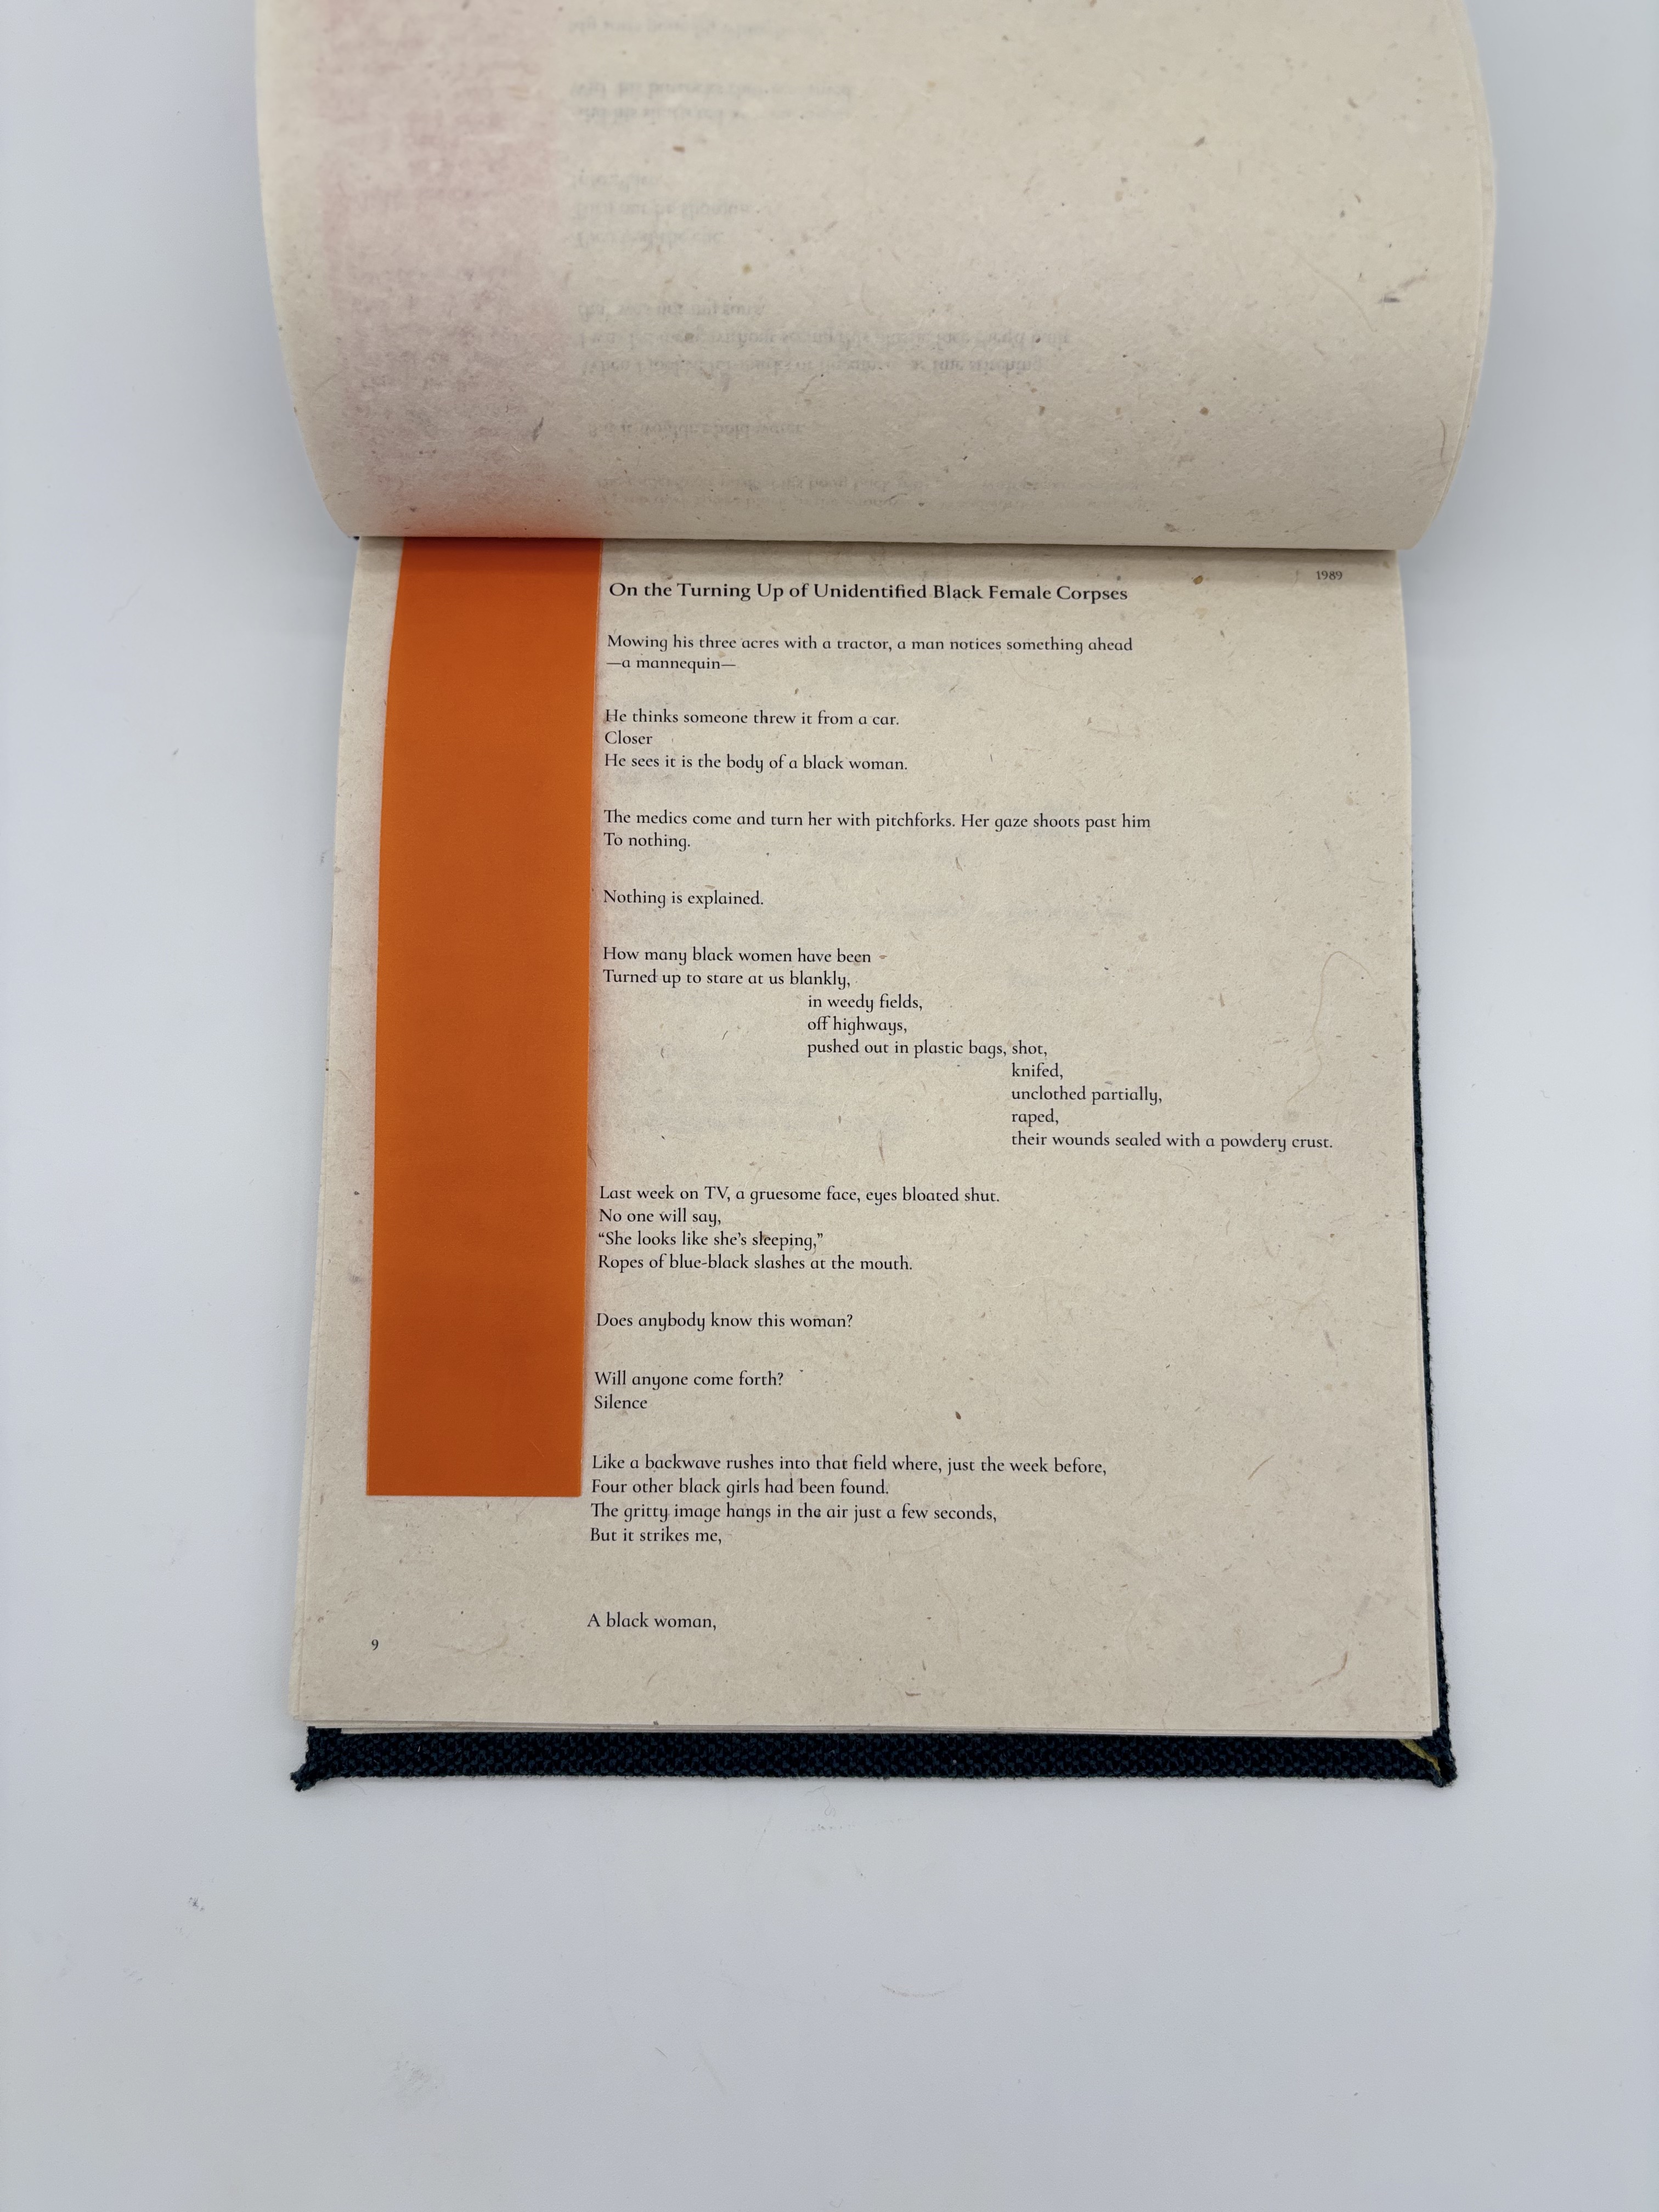 1989
On the Turning Up of Unidentified Black Female Corpses
Mowing his three acres with a tractor, a man notices something ahead
—a mannequin—
He thinks someone threw it from a car.
Closer
He sees it is the body of a black woman.
The medics come and turn her with pitchforks. Her gaze shoots past him
To nothing.
Nothing is explained.
How many black women have been
Turned up to stare at us blankly,
in weedy fields,
off highways,
pushed out in plastic bags, shot,
knifed,
unclothed partially,
raped,
their wounds sealed with a powdery crust.
Last week on TV, a gruesome face, eyes bloated shut.
No one will say,
“She looks like she’s sleeping,”
Ropes of blue-black slashes at the mouth.
Does anybody know this woman?
Will anyone come forth?
Silence
Like a backwave rushes into that field where, just the week before,
Four other black girls had been found.
The gritty image hangs in the air just a few seconds,
But it strikes me,
A black woman,
9